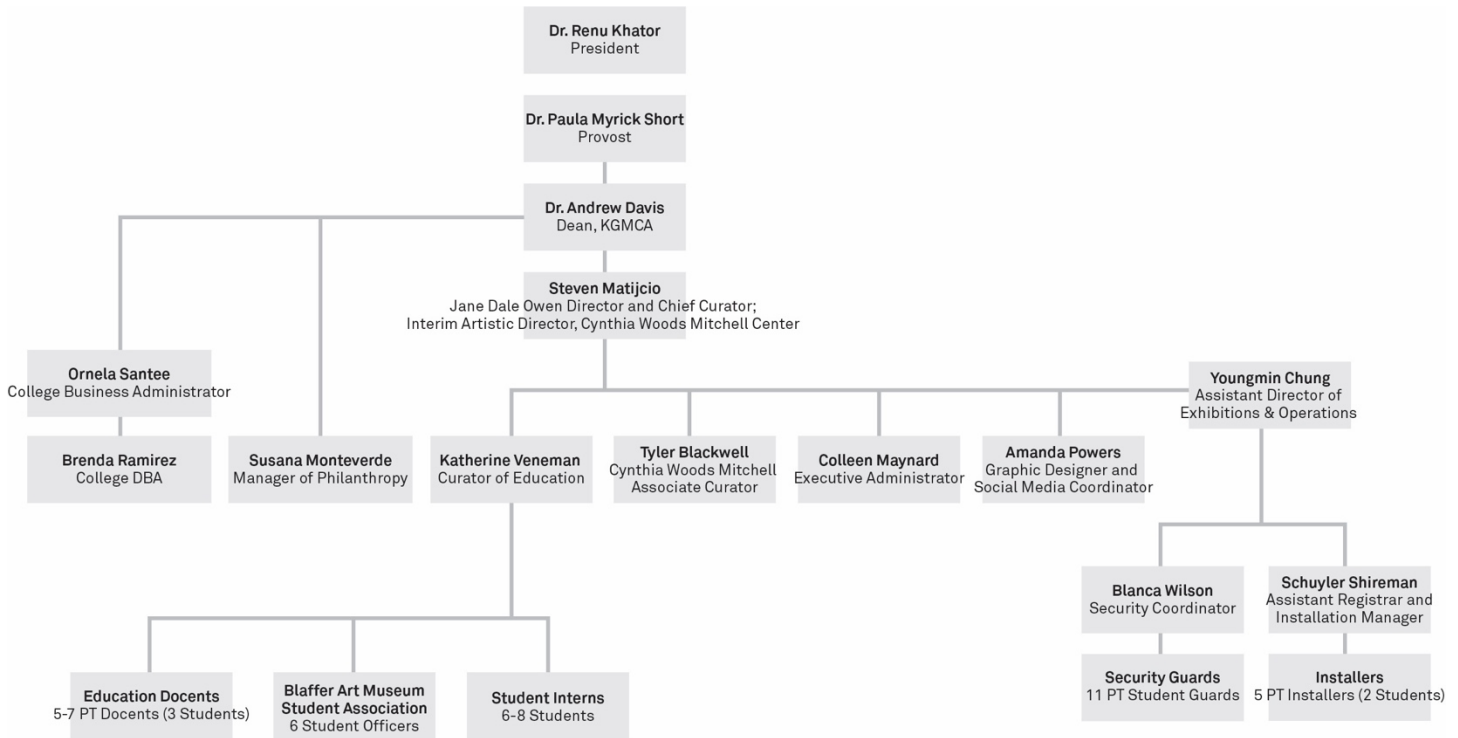 Dr. Renu Khator
President
Dr. Paula Myrick Short
Provost
Dr. Andrew Davis
Dean, KGMCA
Steven Matijcio
Jane Dale Owen Director and Chief Curator;
Interim Artistic Director, Cynthia Woods Mitchell Center
Ornela Santee
College Business Administrator
Brenda Ramirez
College DBA
Susana Monteverde
Manager of Philanthropy
Katherine Veneman
Curator of Education
Tyler Blackwell
Cynthia Woods Mitchell
Associate Curator
Colleen Maynard
Executive Administrator
Amanda Powers
Graphic Designer and
Social Media Coordinator
Youngmin Chung
Assistant Director of
Exhibitions & Operations
Blanca Wilson
Security Coordinator
Schuyler Shireman
Assistant Registrar and
Installation Manager
Education Docents
5-7 PT Docents (3 Students)
Blaffer Art Museum
Student Association
6 Student Officers
Student Interns
6-8 Students
Security Guards
11 PT Student Guards
Installers
5 PT Installers (2 Students)